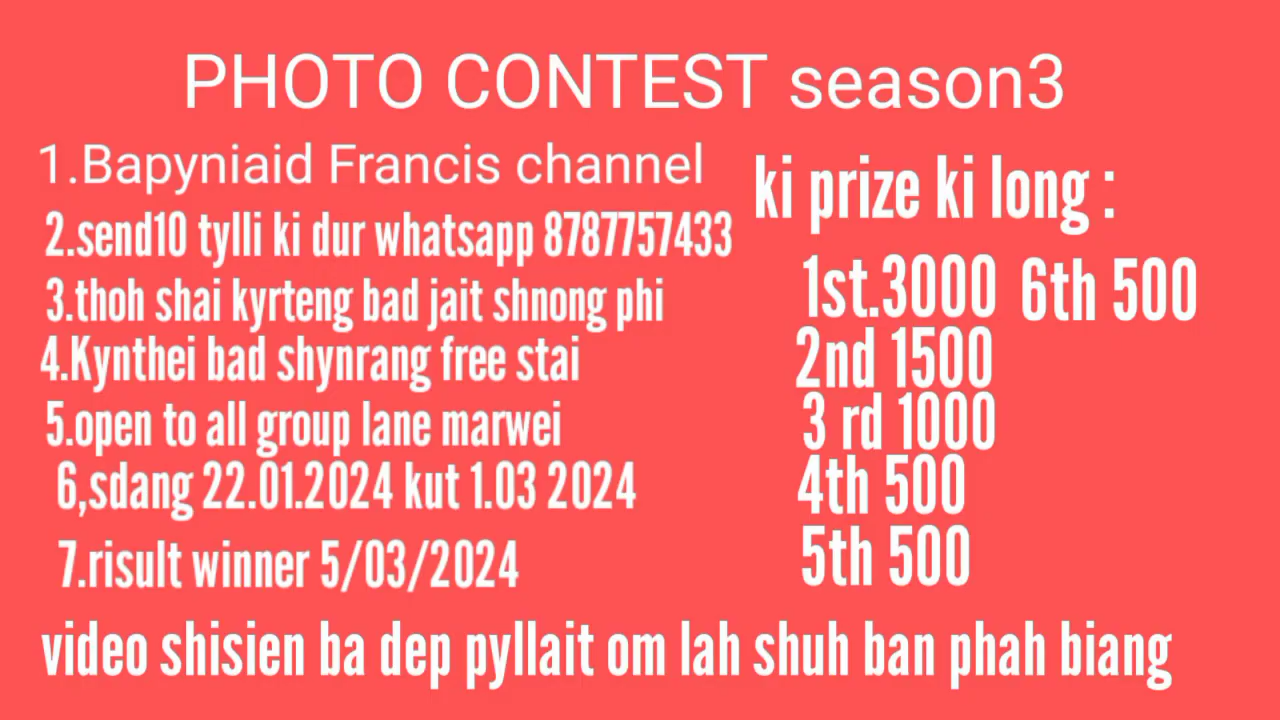 PHOTO CONTEST season3
1.Bapyniaid Francis channel
2.send10 tylli ki dur whatsapp 8787757433
3.thoh shai kyrteng bad jait shnong phi
4.Kynthei bad shynrang free stai
5.open to all group lane marwei
6,sdang 22.01.2024 kut 1.03 2024
7.risult winner 5/03/2024
ki prize ki long :
1st.3000 6th 500
2nd 1500
3 rd 1000
4th 500
5th 500
video shisien ba dep pyllait om lah shuh ban phah biang